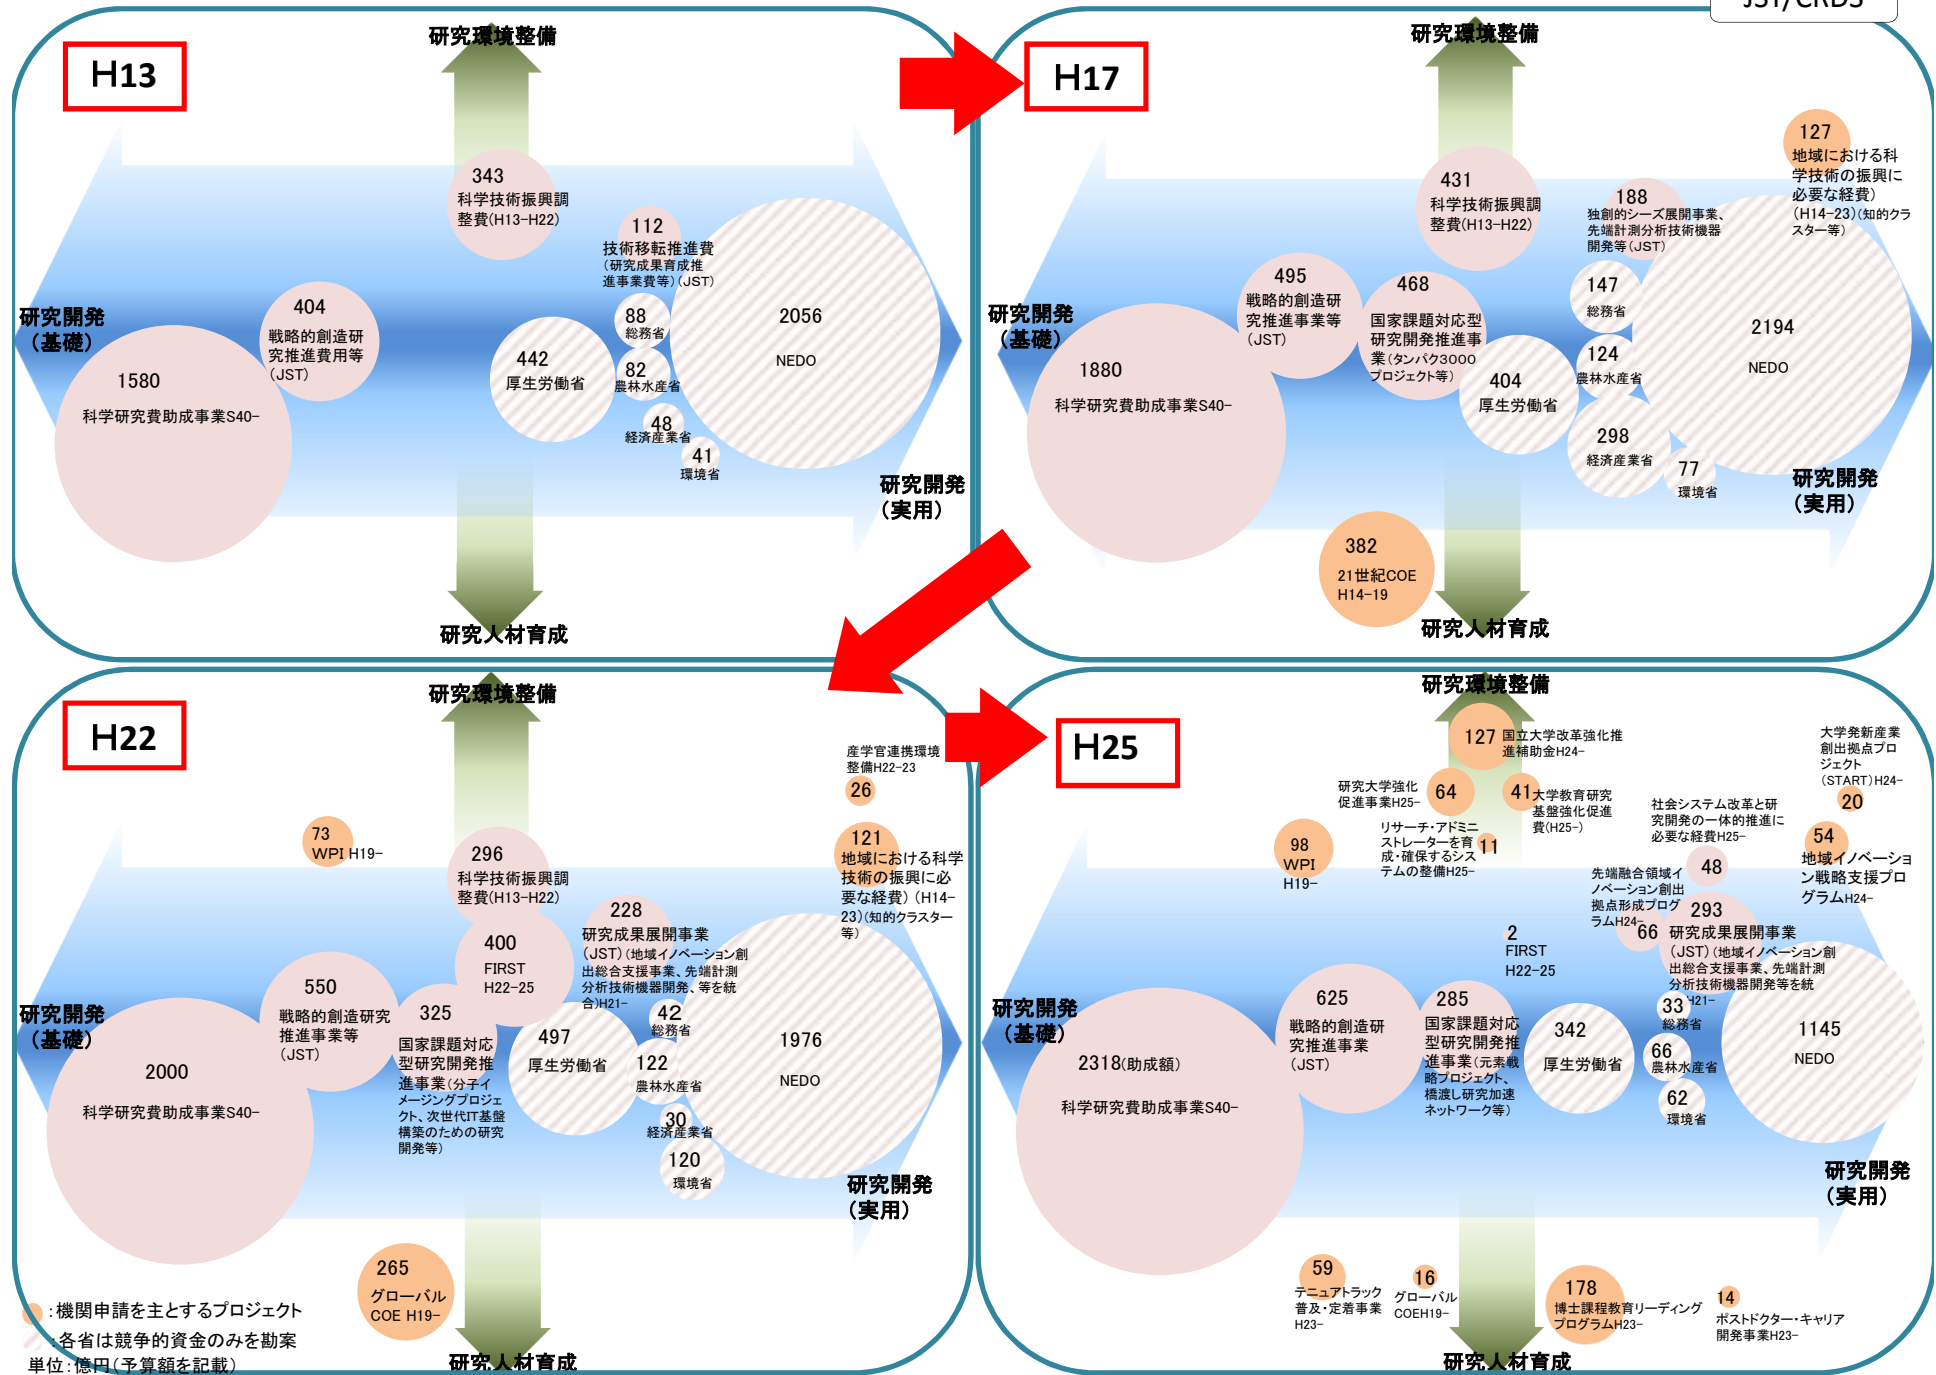 JST/CRDS
H13
研究環境整備
343
科学技術振興調
整費(H13-H22)
112
技術移転推進費
(研究成果育成推
進事業費等)(JST)
研究開発
(基礎)
404
戦略的創造研
究推進費用等
(JST)
1580
科学研究費助成事業S40-
442
厚生労働省
88
総務省
82
農林水産省
48
経済産業省
41
環境省
2056
NEDO
研究開発
(実用)
研究人材育成
H17
研究環境整備
127
地域における科
学技術の振興に
必要な経費)
(H14-23)(知的クラ
スター等)
431
科学技術振興調
整費(H13-H22)
188
独創的シーズ展開事業、
先端計測分析技術機器
開発等(JST)
研究開発
(基礎)
495
戦略的創造研
究推進事業等
(JST)
468
国家課題対応型
研究開発推進事
業(タンパク3000
プロジェクト等)
1880
科学研究費助成事業S40-
404
厚生労働省
147
総務省
124
農林水産省
298
経済産業省
77
環境省
2194
NEDO
研究開発
(実用)
382
21世紀COE
H14-19
研究人材育成
H22
研究環境整備
産学官連携環境
整備H22-23
26
73
WPI H19-
121
地域における科学
技術の振興に必
要な経費)(H14-
23)(知的クラスター
等)
296
科学技術振興調
整費(H13-H22)
400
FIRST
H22-25
228
研究成果展開事業
(JST)(地域イノベーション創
出総合支援事業、先端計測
分析技術機器開発、等を統
合)H21-
研究開発
(基礎)
550
戦略的創造研究
推進事業等
(JST)
325
国家課題対応
型研究開発推
進事業(分子イ
メージングプロジェ
クト、次世代IT基盤
構築のための研究
開発等)
2000
科学研究費助成事業S40-
497
厚生労働省
42
総務省
122
農林水産省
30
経済産業省
120
環境省
1976
NEDO
研究開発
(実用)
265
グローバル
COE H19-
研究人材育成
:機関申請を主とするプロジェクト
:各省は競争的資金のみを勘案
単位:億円(予算額を記載)
H25
研究環境整備
127
国立大学改革強化推
進補助金H24-
研究大学強化
促進事業H25-
64
41
大学教育研究
基盤強化促進
費(H25-)
リサーチ・アドミニ
ストレーターを育
成・確保するシス
テムの整備H25-
11
98
WPI
H19-
大学発新産業
創出拠点プロ
ジェクト
(START)H24-
20
54
地域イノベーショ
ン戦略支援プロ
グラムH24-
社会システム改革と研
究開発の一体的推進に
必要な経費H25-
48
先端融合領域イ
ノベーション創出
拠点形成プログ
ラムH24-
66
293
研究成果展開事業
(JST)(地域イノベーション創
出総合支援事業、先端計測
分析技術機器開発等を統
H21-
2
FIRST
H22-25
研究開発
(基礎)
625
戦略的創造研
究推進事業
(JST)
285
国家課題対応
型研究開発推
進事業(元素戦
略プロジェクト、
橋渡し研究加速
ネットワーク等)
2318(助成額)
科学研究費助成事業S40-
342
厚生労働省
33
総務省
66
農林水産省
62
環境省
1145
NEDO
研究開発
(実用)
59
テニュアトラック
普及・定着事業
H23-
16
グローバル
COEH19-
178
博士課程教育リーディング
プログラムH23-
14
ポストドクター・キャリア
開発事業H23-
研究人材育成